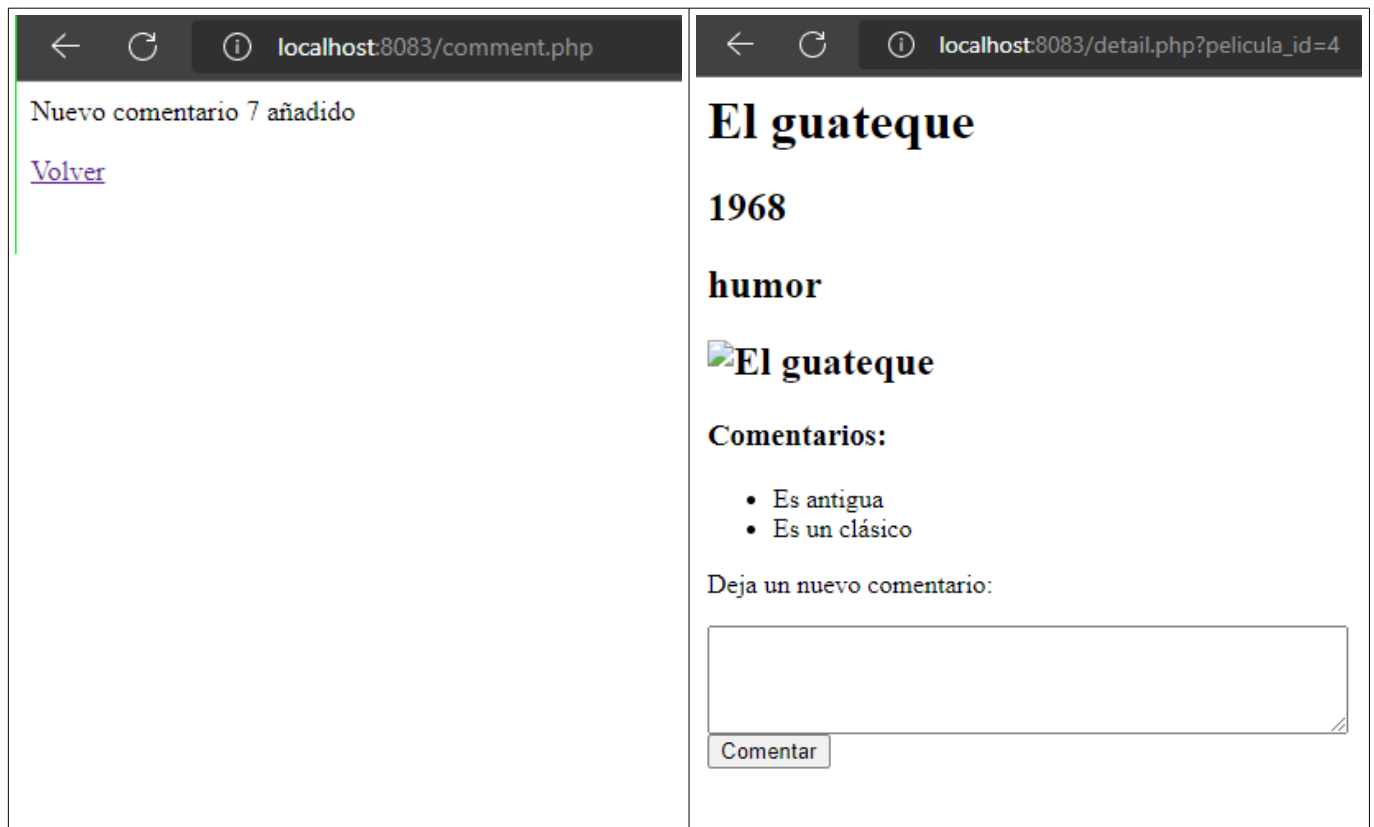 localhost:8083/comment.php
Nuevo comentario 7 añadido
Volver
localhost:8083/detail.php?pelicula_id=4
El guateque
1968
humor
El guateque
Comentarios:
Es antigua
Es un clásico
Deja un nuevo comentario:
Comentar